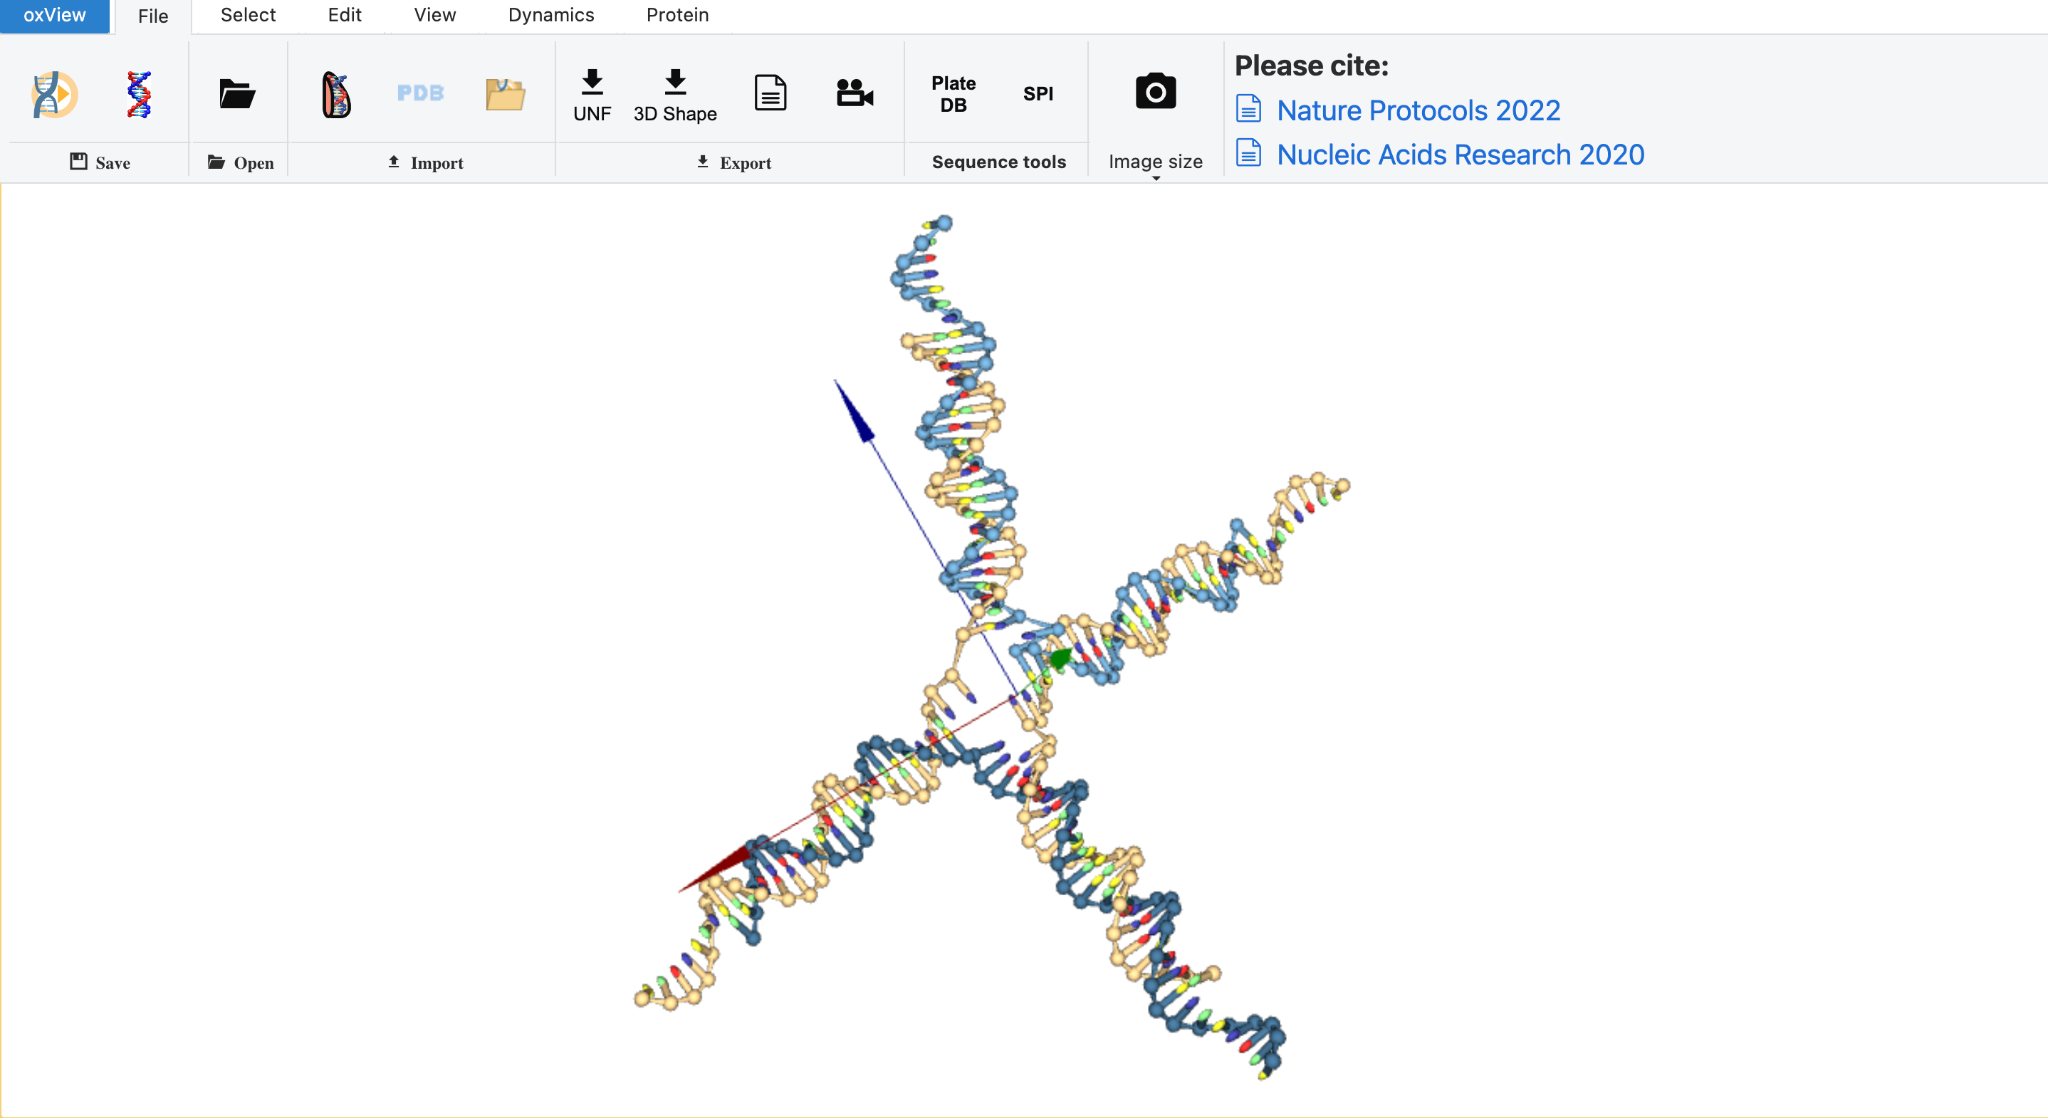 oxView File Select Edit View Dynamics Protein
PDB
UNF
3D Shape
Plate
DB
SPI
Save
Open
Import
Export
Sequence tools
Image size
Please cite:
Nature Protocols 2022
Nucleic Acids Research 2020